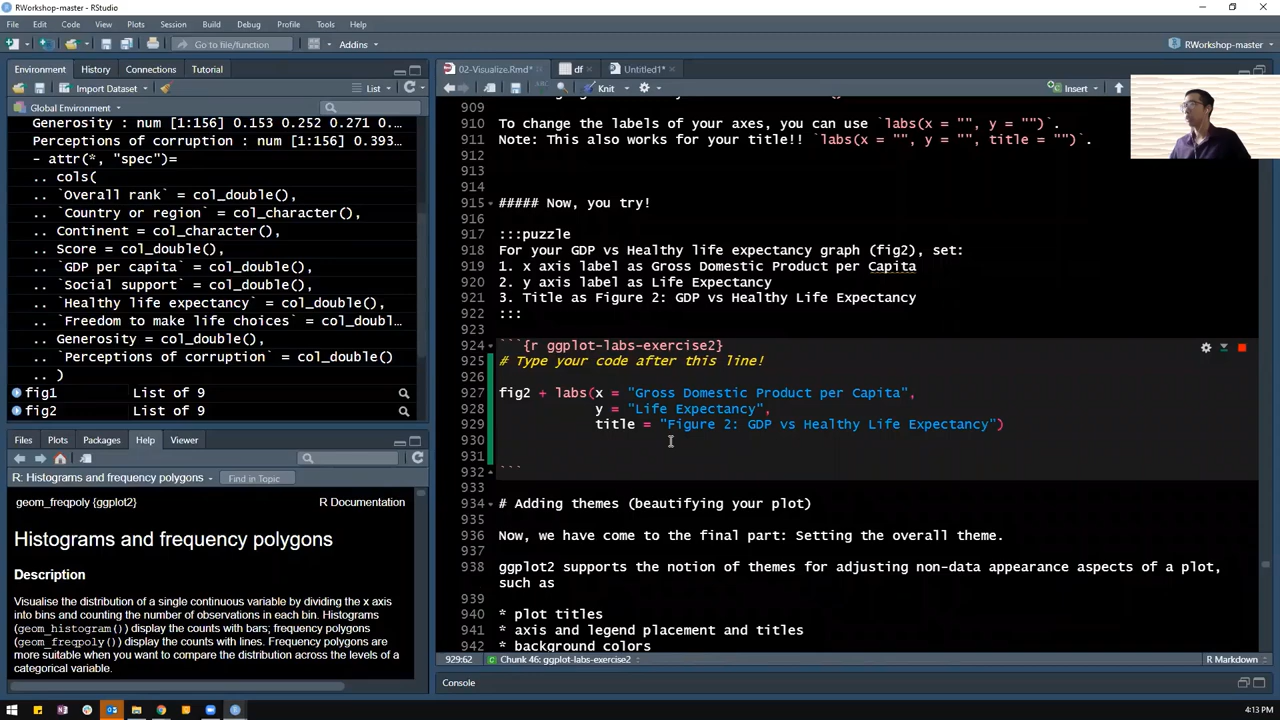 RWorkshop-master - RStudio
File Edit Code View Plots Session Build Debug Profile Tools Help
Go to file/function Addins RWorkshop-master
Environment History Connections Tutorial
Import Dataset List
Global Environment
Generosity : num [1:156] 0.153 0.252 0.271 0....
Perceptions of corruption : num [1:156] 0.393...
- attr(*, "spec")=
.. cols(
.. `Overall rank` = col_double(),
.. `Country or region` = col_character(),
.. Continent = col_character(),
.. Score = col_double(),
.. `GDP per capita` = col_double(),
.. `Social support` = col_double(),
.. `Healthy life expectancy` = col_double(),
.. `Freedom to make life choices` = col_doubl...
.. Generosity = col_double(),
.. `Perceptions of corruption` = col_double()
.. )
fig1 List of 9
fig2 List of 9
Files Plots Packages Help Viewer
R: Histograms and frequency polygons Find in Topic
geom_freqpoly {ggplot2} R Documentation
Histograms and frequency polygons
Description
Visualise the distribution of a single continuous variable by dividing the x axis
into bins and counting the number of observations in each bin. Histograms
(geom_histogram()) display the counts with bars; frequency polygons
(geom_freqpoly()) display the counts with lines. Frequency polygons are
more suitable when you want to compare the distribution across the levels of a
categorical variable.
02-Visualize.Rmd* df Untitled1*
Knit Insert
909
910 To change the labels of your axes, you can use `labs(x = "", y = "")`.
911 Note: This also works for your title!! `labs(x = "", y = "", title = "")`.
912
913
914
915 ##### Now, you try!
916
917 :::puzzle
918 For your GDP vs Healthy life expectancy graph (fig2), set:
919 1. x axis label as Gross Domestic Product per Capita
920 2. y axis label as Life Expectancy
921 3. Title as Figure 2: GDP vs Healthy Life Expectancy
922 :::
923
924 ```{r ggplot-labs-exercise2}
925 # Type your code after this line!
926
927 fig2 + labs(x = "Gross Domestic Product per Capita",
928 y = "Life Expectancy",
929 title = "Figure 2: GDP vs Healthy Life Expectancy")
930
931
932 ```
933
934 # Adding themes (beautifying your plot)
935
936 Now, we have come to the final part: Setting the overall theme.
937
938 ggplot2 supports the notion of themes for adjusting non-data appearance aspects of a plot,
such as
939
940 * plot titles
941 * axis and legend placement and titles
942 * background colors
929:62 Chunk 46: ggplot-labs-exercise2 R Markdown
Console
4:13 PM